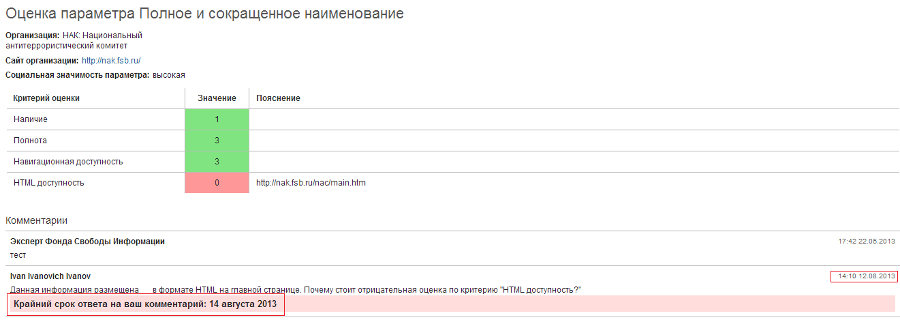 Оценка параметра Полное и сокращенное наименование
Организация: НАК: Национальный
антитеррористический комитет
Сайт организации: http://nak.fsb.ru/
Социальная значимость параметра: высокая
Критерий оценки Значение Пояснение
Наличие 1
Полнота 3
Навигационная доступность 3
HTML доступность 0 http://nak.fsb.ru/nac/main.htm
Комментарии
Эксперт Фонда Свободы Информации 17:42 22.05.2013
тест
Ivan Ivanovich Ivanov 14:10 12.08.2013
Данная информация размещена в формате HTML на главной странице. Почему стоит отрицательная оценка по критерию "HTML доступность?"
Крайний срок ответа на ваш комментарий: 14 августа 2013